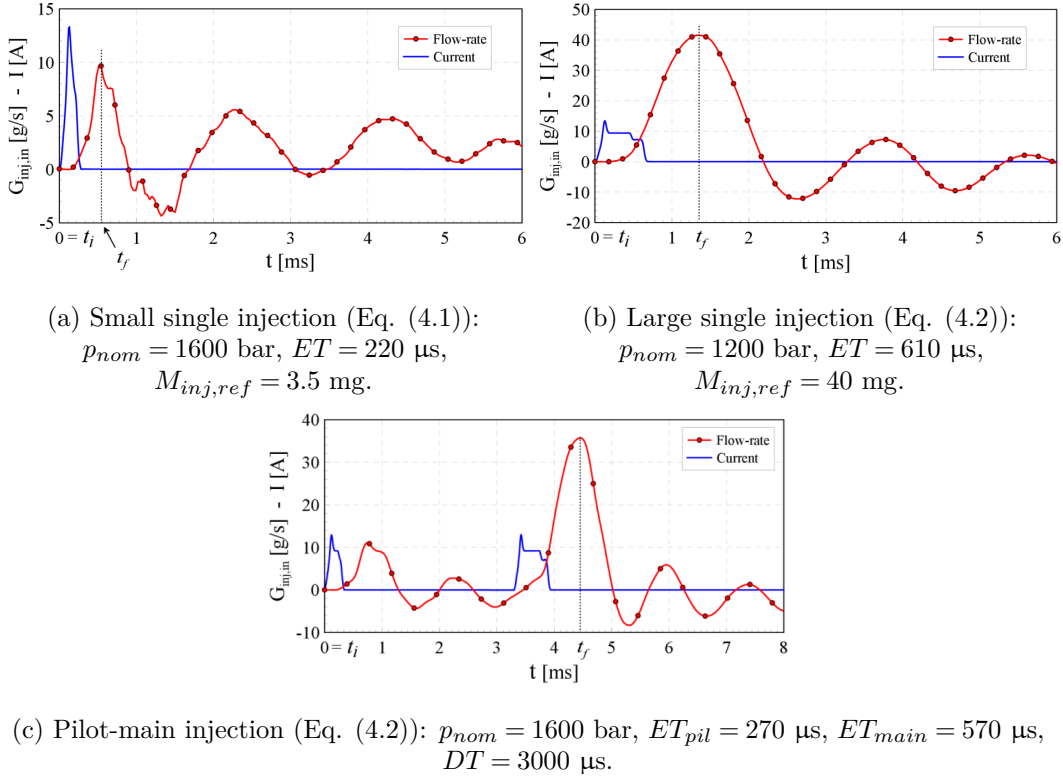 15
10
5
0
-5
G_inj,in [g/s] - I [A]
Flow-rate
Current
0 = t_i
t_f
1
2
3
4
5
6
t [ms]
50
40
30
20
10
0
-10
-20
G_inj,in [g/s] - I [A]
Flow-rate
Current
0 = t_i
1
t_f
2
3
4
5
6
t [ms]
(a) Small single injection (Eq. (4.1)):
p_nom = 1600 bar, ET = 220 µs,
M_inj,ref = 3.5 mg.
(b) Large single injection (Eq. (4.2)):
p_nom = 1200 bar, ET = 610 µs,
M_inj,ref = 40 mg.
40
30
20
10
0
-10
G_inj,in [g/s] - I [A]
Flow-rate
Current
0 = t_i
1
2
3
4
t_f
5
6
7
8
t [ms]
(c) Pilot-main injection (Eq. (4.2)): p_nom = 1600 bar, ET_pil = 270 µs, ET_main = 570 µs,
DT = 3000 µs.